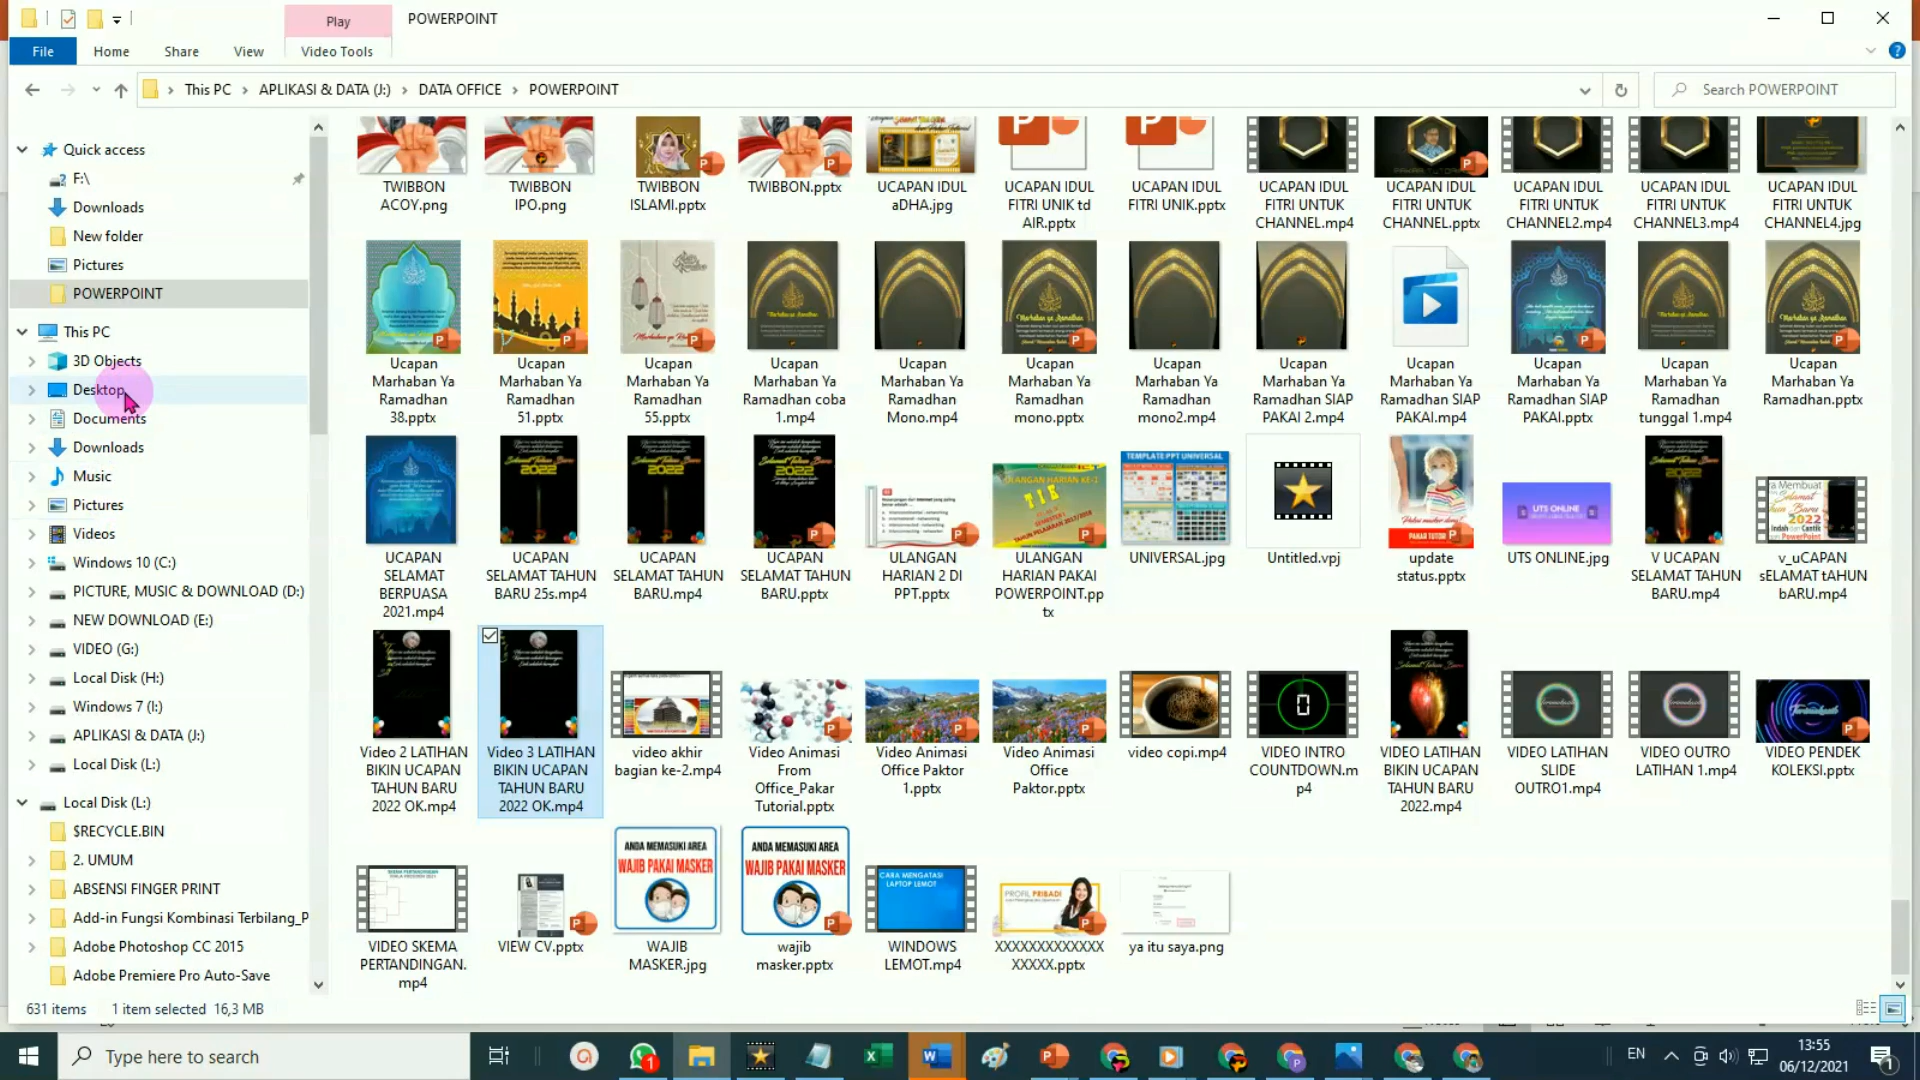 Play
POWERPOINT
File
Home
Share
View
Video Tools
This PC
APLIKASI & DATA (J:)
DATA OFFICE
POWERPOINT
Search POWERPOINT
Quick access
F:\
Downloads
New folder
Pictures
POWERPOINT
This PC
3D Objects
Desktop
Documents
Downloads
Music
Pictures
Videos
Windows 10 (C:)
PICTURE, MUSIC & DOWNLOAD (D:)
NEW DOWNLOAD (E:)
VIDEO (G:)
Local Disk (H:)
Windows 7 (I:)
APLIKASI & DATA (J:)
Local Disk (L:)
Local Disk (L:)
$RECYCLE.BIN
2. UMUM
ABSENSI FINGER PRINT
Add-in Fungsi Kombinasi Terbilang_P
Adobe Photoshop CC 2015
Adobe Premiere Pro Auto-Save
TWIBBON
ACOY.png
TWIBBON
IPO.png
TWIBBON
ISLAMI.pptx
TWIBBON.pptx
UCAPAN IDUL
aDHA.jpg
UCAPAN IDUL
FITRI UNIK td
AIR.pptx
UCAPAN IDUL
FITRI UNIK.pptx
UCAPAN IDUL
FITRI UNTUK
CHANNEL.mp4
UCAPAN IDUL
FITRI UNTUK
CHANNEL.pptx
UCAPAN IDUL
FITRI UNTUK
CHANNEL2.mp4
UCAPAN IDUL
FITRI UNTUK
CHANNEL3.mp4
UCAPAN IDUL
FITRI UNTUK
CHANNEL4.jpg
Ucapan
Marhaban Ya
Ramadhan
38.pptx
Ucapan
Marhaban Ya
Ramadhan
51.pptx
Ucapan
Marhaban Ya
Ramadhan
55.pptx
Ucapan
Marhaban Ya
Ramadhan coba
1.mp4
Ucapan
Marhaban Ya
Ramadhan
Mono.mp4
Ucapan
Marhaban Ya
Ramadhan
mono.pptx
Ucapan
Marhaban Ya
Ramadhan
mono2.mp4
Ucapan
Marhaban Ya
Ramadhan SIAP
PAKAI 2.mp4
Ucapan
Marhaban Ya
Ramadhan SIAP
PAKAI.mp4
Ucapan
Marhaban Ya
Ramadhan SIAP
PAKAI.pptx
Ucapan
Marhaban Ya
Ramadhan
tunggal 1.mp4
Ucapan
Marhaban Ya
Ramadhan.pptx
UCAPAN
SELAMAT
BERPUASA
2021.mp4
UCAPAN
SELAMAT TAHUN
BARU 25s.mp4
UCAPAN
SELAMAT TAHUN
BARU.mp4
UCAPAN
SELAMAT TAHUN
BARU.pptx
ULANGAN
HARIAN 2 DI
PPT.pptx
ULANGAN
HARIAN PAKAI
POWERPOINT.pp
tx
TEMPLATE PPT UNIVERSAL
UNIVERSAL.jpg
Untitled.vpj
PAKAR TUTOR
update
status.pptx
UTS ONLINE
UTS ONLINE.jpg
V UCAPAN
SELAMAT TAHUN
BARU.mp4
v_uCAPAN
sELAMAT tAHUN
bARU.mp4
Video 2 LATIHAN
BIKIN UCAPAN
TAHUN BARU
2022 OK.mp4
Video 3 LATIHAN
BIKIN UCAPAN
TAHUN BARU
2022 OK.mp4
video akhir
bagian ke-2.mp4
Video Animasi
From
Office_Pakar
Tutorial.pptx
Video Animasi
Office Paktor
1.pptx
Video Animasi
Office
Paktor.pptx
video copi.mp4
VIDEO INTRO
COUNTDOWN.m
p4
VIDEO LATIHAN
BIKIN UCAPAN
TAHUN BARU
2022.mp4
VIDEO LATIHAN
SLIDE
OUTRO1.mp4
VIDEO OUTRO
LATIHAN 1.mp4
VIDEO PENDEK
KOLEKSI.pptx
VIDEO SKEMA
PERTANDINGAN.
mp4
VIEW CV.pptx
ANDA MEMASUKI AREA
WAJIB PAKAI MASKER
WAJIB
MASKER.jpg
ANDA MEMASUKI AREA
WAJIB PAKAI MASKER
wajib
masker.pptx
CARA MENGATASI
LAPTOP LEMOT
WINDOWS
LEMOT.mp4
PROFIL PRIBADI
XXXXXXXXXXXXX
XXXXX.pptx
ya itu saya.png
631 items
1 item selected 16,3 MB
Type here to search
EN
13:55
06/12/2021